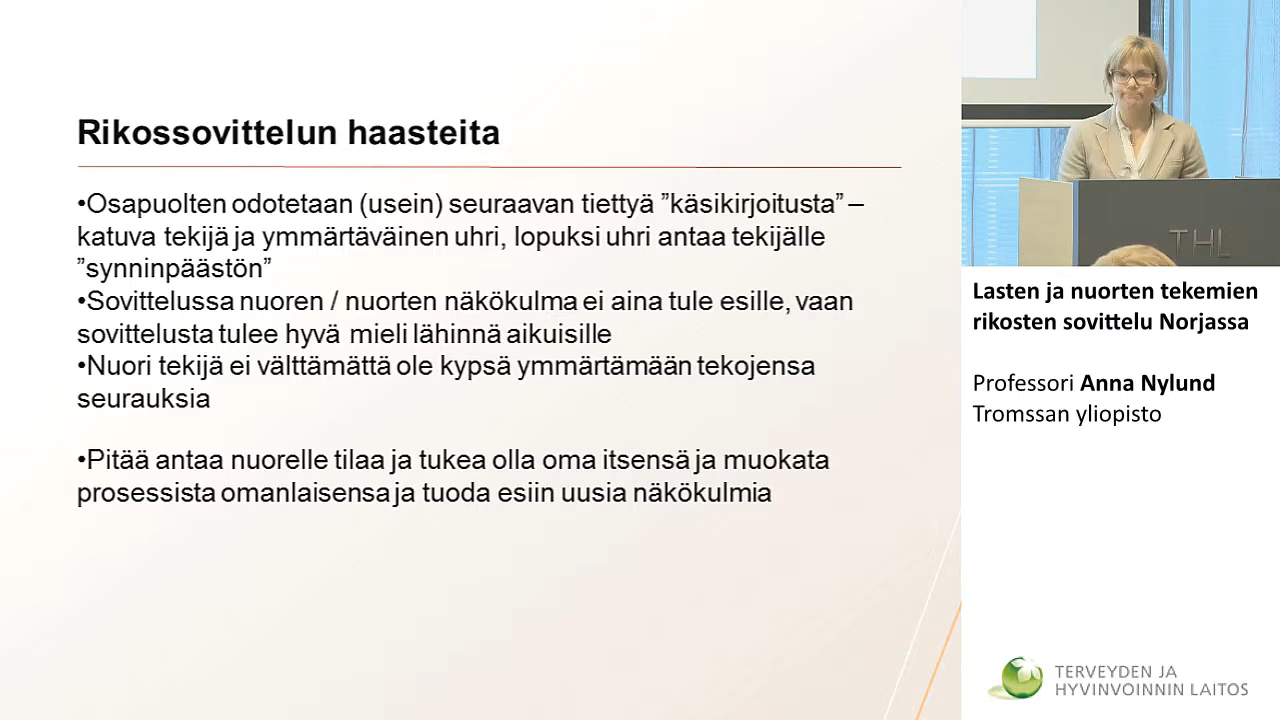 Rikossovittelun haasteita
•Osapuolten odotetaan (usein) seuraavan tiettyä ”käsikirjoitusta” –
katuva tekijä ja ymmärtäväinen uhri, lopuksi uhri antaa tekijälle
”synninpäästön”
•Sovittelussa nuoren / nuorten näkökulma ei aina tule esille, vaan
sovittelusta tulee hyvä mieli lähinnä aikuisille
•Nuori tekijä ei välttämättä ole kypsä ymmärtämään tekojensa
seurauksia
•Pitää antaa nuorelle tilaa ja tukea olla oma itsensä ja muokata
prosessista omanlaisensa ja tuoda esiin uusia näkökulmia
THL
Lasten ja nuorten tekemien
rikosten sovittelu Norjassa
Professori Anna Nylund
Tromssan yliopisto
TERVEYDEN JA
HYVINVOINNIN LAITOS